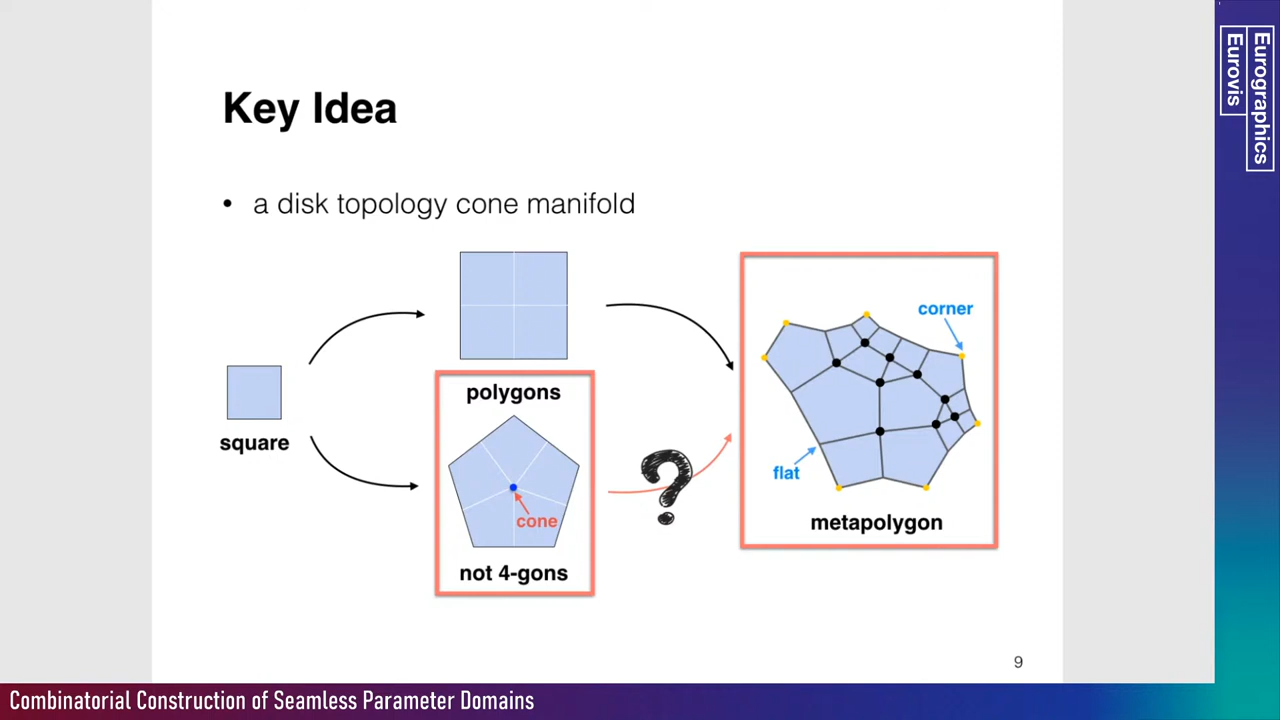 Key Idea
• a disk topology cone manifold
square
polygons
cone
not 4-gons
?
corner
flat
metapolygon
9
Combinatorial Construction of Seamless Parameter Domains
Eurographics
Eurovis